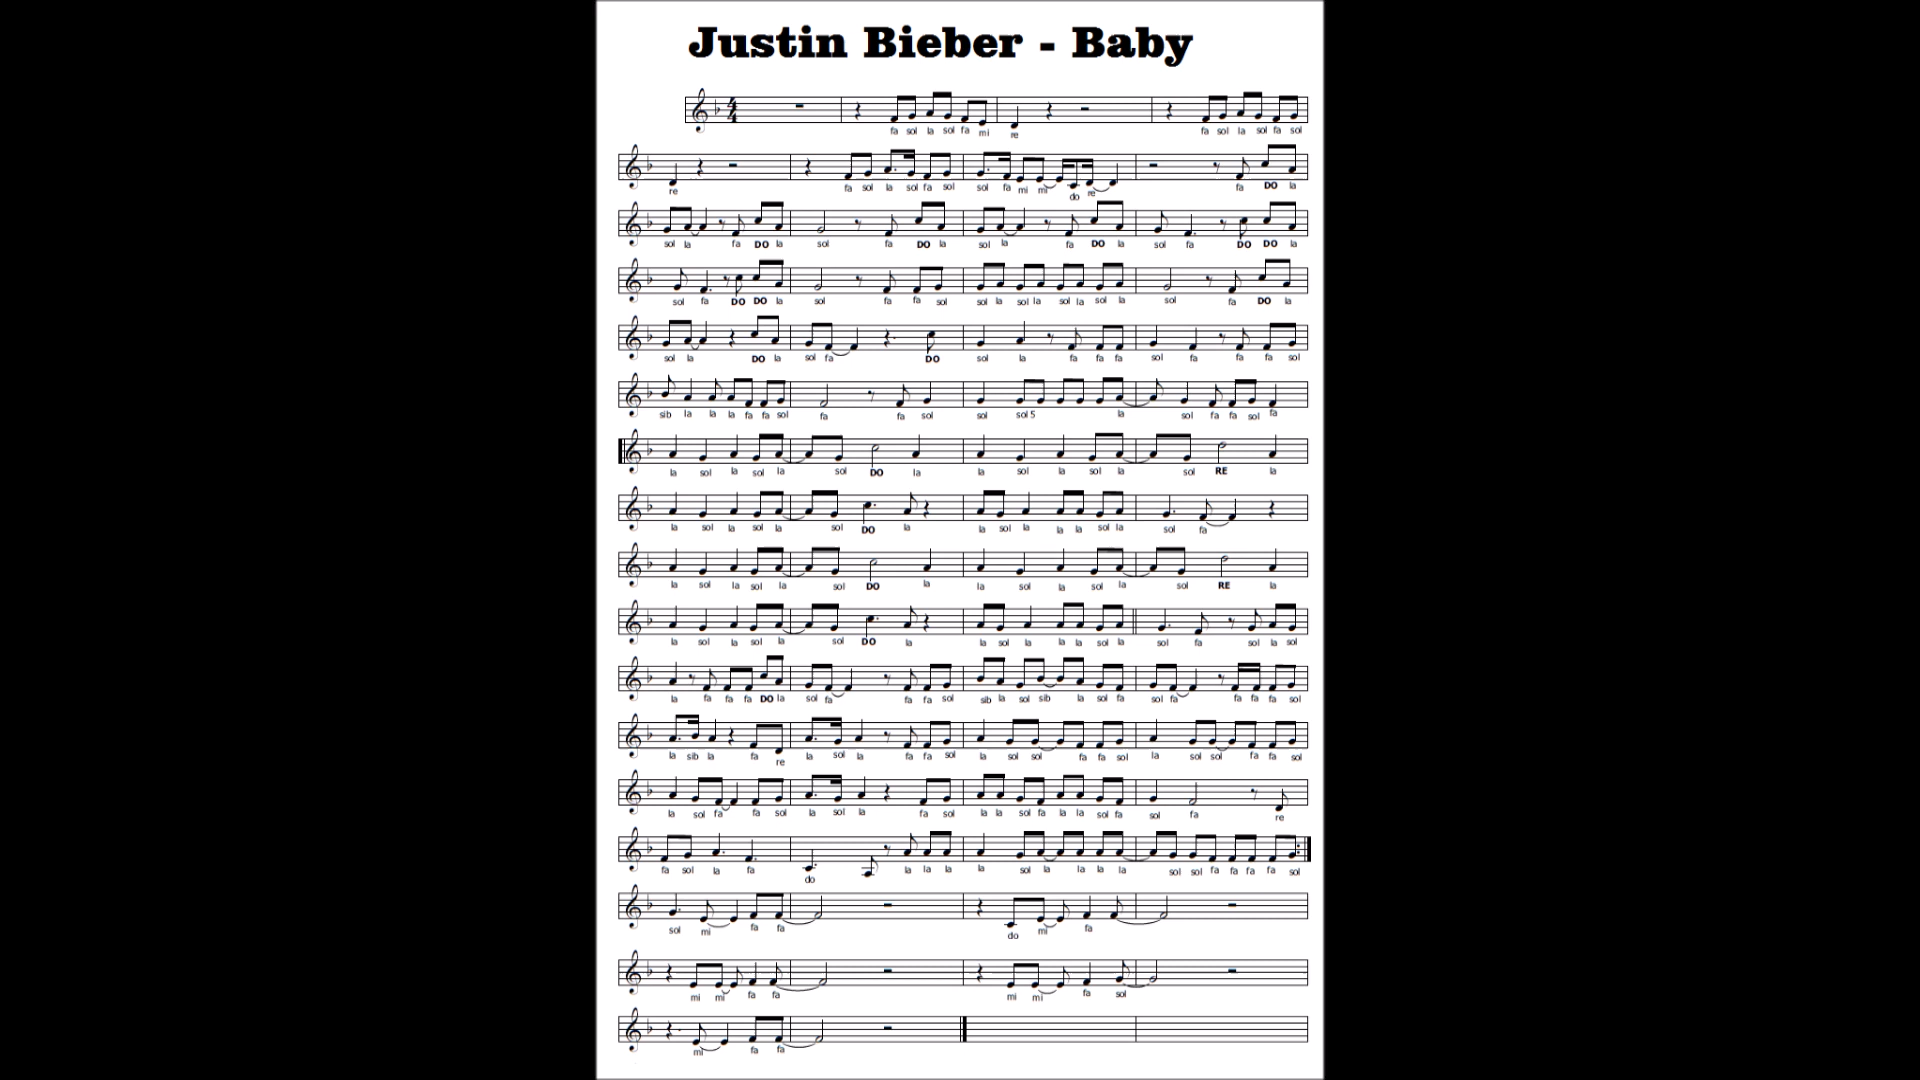 Justin Bieber - Baby
fa sol la sol fa mi re fa sol la sol fa sol
re fa sol la sol fa sol sol fa mi mi do re fa DO la
sol la fa DO la sol fa DO la sol la fa DO la sol fa DO DO la
sol fa DO DO la sol fa fa sol sol la sol la sol la sol la sol fa DO la
sol la DO la sol fa DO sol la fa fa fa sol fa fa fa sol
sib la la la fa fa sol fa fa sol sol sol 5 la sol fa fa sol fa
la sol la sol la sol DO la la sol la sol la sol RE la
la sol la sol la sol DO la la sol la la la sol la sol fa
la sol la sol la sol DO la la sol la sol la sol RE la
la sol la sol la sol DO la la sol la la la sol la sol fa sol la sol
la fa fa fa DO la sol fa fa fa sol sib la sol sib la sol fa sol fa fa fa fa sol
la sib la fa re la sol la fa fa sol la sol sol fa fa sol la sol sol fa fa sol
la sol fa fa sol la sol la fa sol la la sol fa la la sol fa sol fa re
fa sol la fa do la la la la sol la la la la sol sol fa fa fa fa sol
sol mi fa fa do mi fa
mi mi fa fa mi mi fa sol
mi fa fa